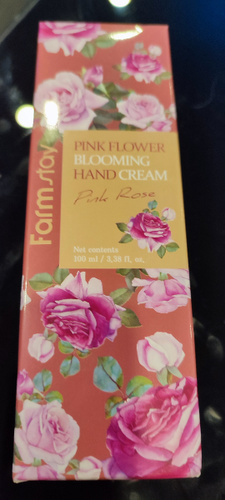 Farmstay
PINK FLOWER
BLOOMING
HAND CREAM
Pink Rose
Net contents
100 ml / 3,38 fl. oz.